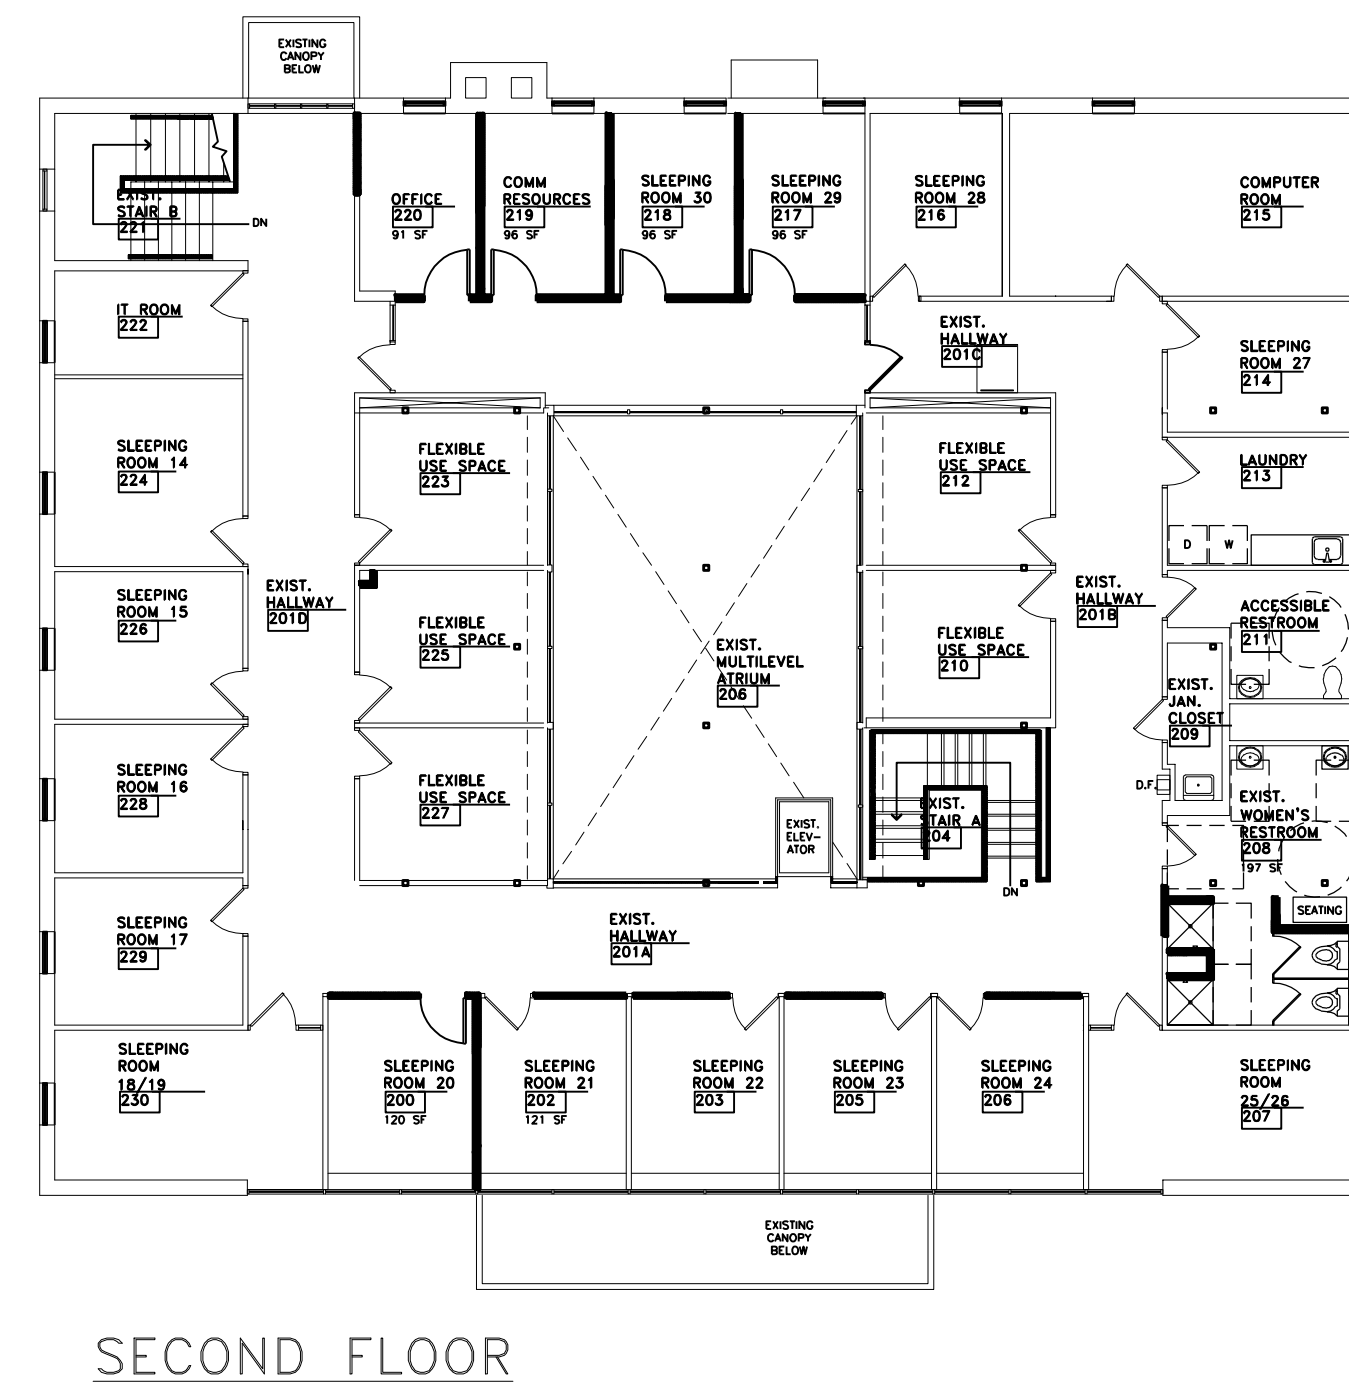 EXISTING
CANOPY
BELOW
EXIST.
STAIR B
221
DN
OFFICE
220
91 SF
COMM
RESOURCES
219
96 SF
SLEEPING
ROOM 30
218
96 SF
SLEEPING
ROOM 29
217
96 SF
SLEEPING
ROOM 28
216
COMPUTER
ROOM
215
IT ROOM
222
EXIST.
HALLWAY
201C
SLEEPING
ROOM 27
214
SLEEPING
ROOM 14
224
FLEXIBLE
USE SPACE
223
FLEXIBLE
USE SPACE
212
LAUNDRY
213
D
W
SLEEPING
ROOM 15
226
EXIST.
HALLWAY
201D
FLEXIBLE
USE SPACE
225
EXIST.
MULTILEVEL
ATRIUM
206
FLEXIBLE
USE SPACE
210
EXIST.
HALLWAY
201B
ACCESSIBLE
RESTROOM
211
EXIST.
JAN.
CLOSET
209
D.F.
SLEEPING
ROOM 16
228
FLEXIBLE
USE SPACE
227
EXIST.
ELEV-
ATOR
EXIST.
STAIR A
204
DN
EXIST.
WOMEN'S
RESTROOM
208
197 SF
SEATING
SLEEPING
ROOM 17
229
EXIST.
HALLWAY
201A
SLEEPING
ROOM
18/19
230
SLEEPING
ROOM 20
200
120 SF
SLEEPING
ROOM 21
202
121 SF
SLEEPING
ROOM 22
203
SLEEPING
ROOM 23
205
SLEEPING
ROOM 24
206
SLEEPING
ROOM
25/26
207
EXISTING
CANOPY
BELOW
SECOND FLOOR